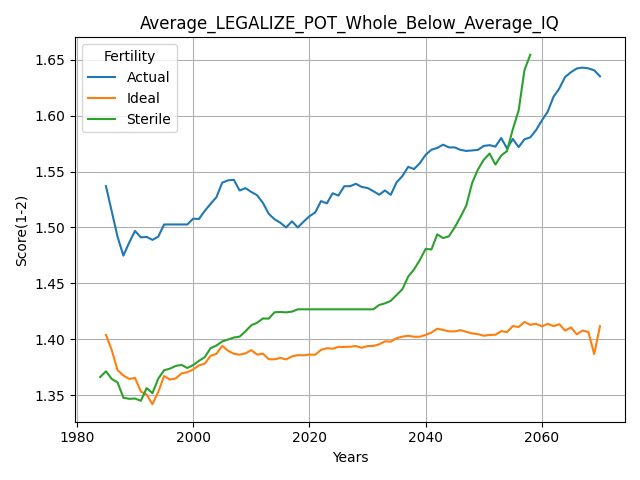 Average_LEGALIZE_POT_Whole_Below_Average_IQ
Fertility
Actual
Ideal
Sterile
Score(1-2)
1.65
1.60
1.55
1.50
1.45
1.40
1.35
1980
2000
2020
2040
2060
Years